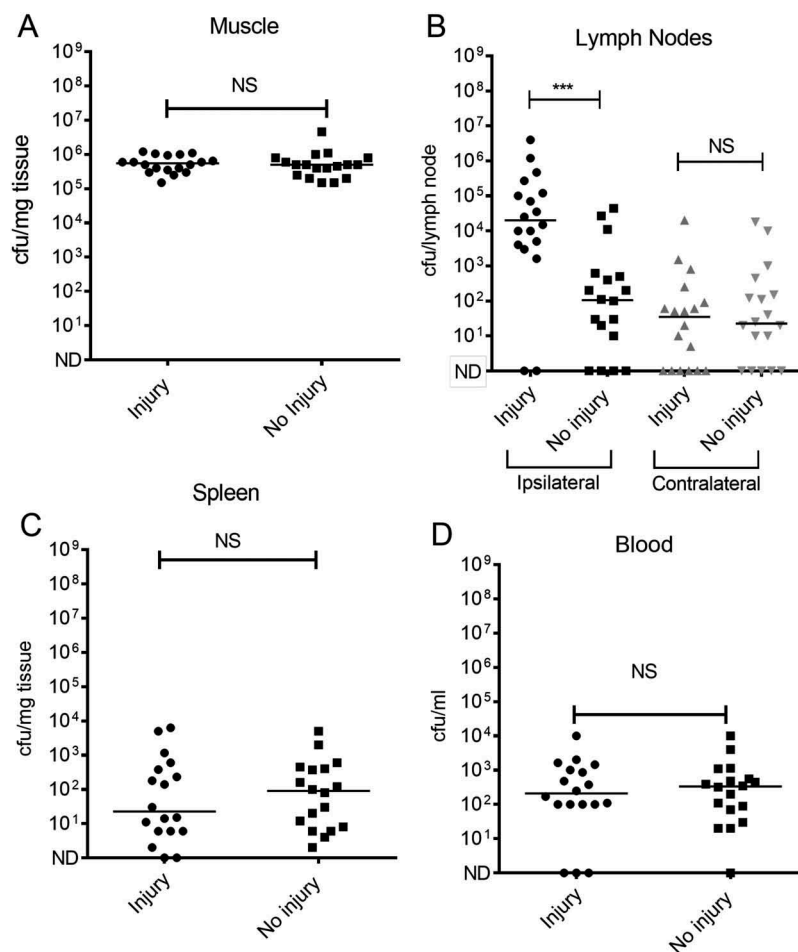 A
Muscle
cfu/mg tissue
10⁹
10⁸
10⁷
10⁶
10⁵
10⁴
10³
10²
10¹
ND
NS
Injury
No Injury
B
Lymph Nodes
cfu/lymph node
10⁹
10⁸
10⁷
10⁶
10⁵
10⁴
10³
10²
10¹
ND
***
NS
Injury
No injury
Injury
No injury
Ipsilateral
Contralateral
C
Spleen
cfu/mg tissue
10⁹
10⁸
10⁷
10⁶
10⁵
10⁴
10³
10²
10¹
ND
NS
Injury
No injury
D
Blood
cfu/ml
10⁹
10⁸
10⁷
10⁶
10⁵
10⁴
10³
10²
10¹
ND
NS
Injury
No injury